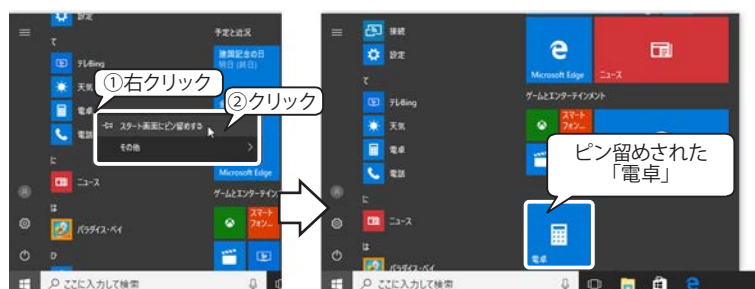 設定
て
テレBing
天気
電卓
電話
に
ニュース
は
パラダイス・ベイ
ひ
①右クリック
②クリック
スタート画面にピン留めする
その他
予定と近況
建国記念の日
明日 (終日)
Microsoft Edge
ゲームとエンターテイン
スマート
フォン...
ここに入力して検索
接続
設定
て
テレBing
天気
電卓
電話
に
ニュース
は
パラダイス・ベイ
Microsoft Edge
ニュース
ゲームとエンターテインメント
スマート
フォン...
ピン留めされた
「電卓」
電卓
ここに入力して検索